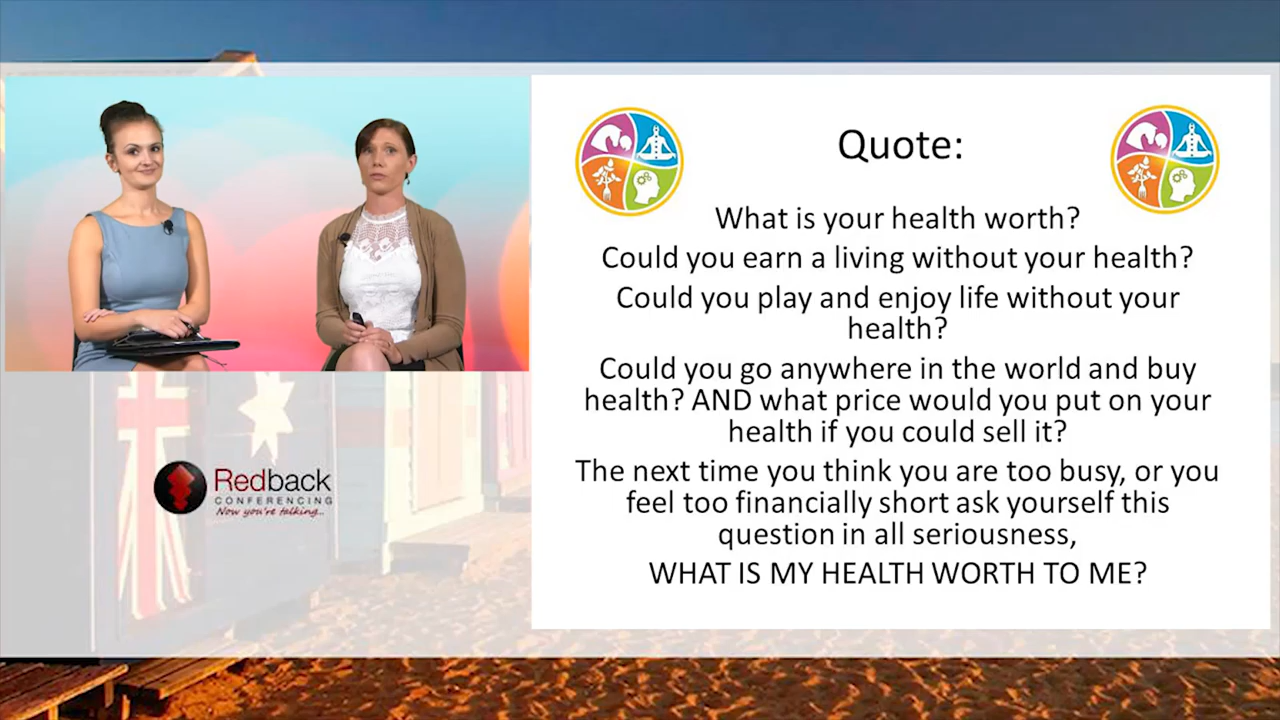 Quote:
What is your health worth?
Could you earn a living without your health?
Could you play and enjoy life without your
health?
Could you go anywhere in the world and buy
health? AND what price would you put on your
health if you could sell it?
The next time you think you are too busy, or you
feel too financially short ask yourself this
question in all seriousness,
WHAT IS MY HEALTH WORTH TO ME?
Redback
CONFERENCING
Now you're talking...